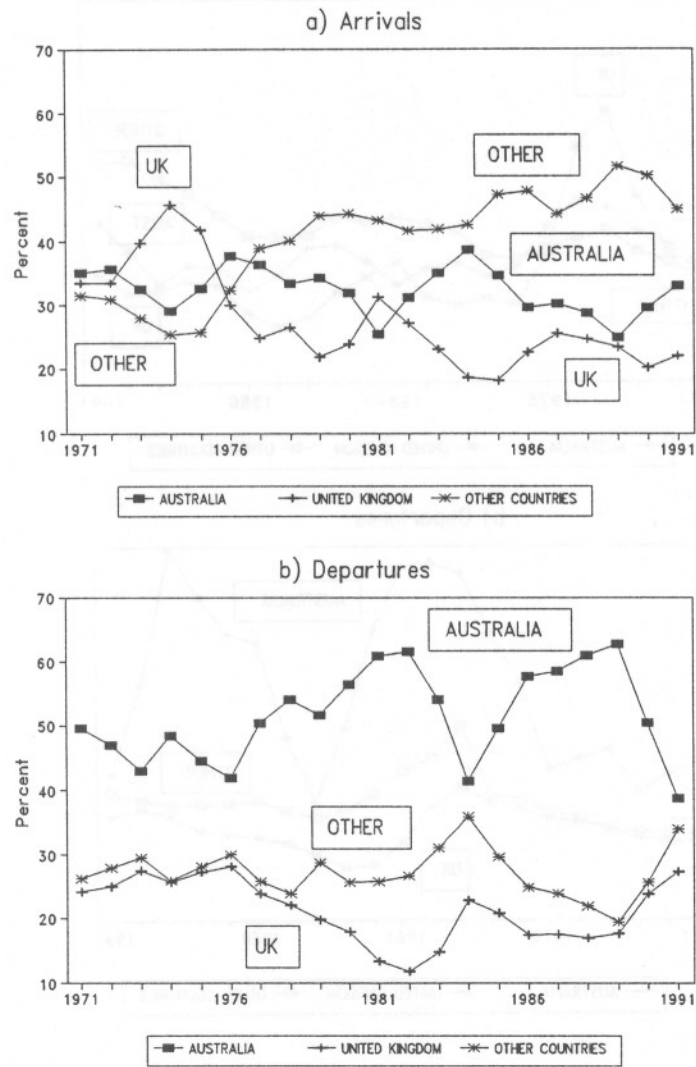 a) Arrivals
70
60
50
40
30
20
10
Percent
UK
OTHER
AUSTRALIA
OTHER
UK
1971 1976 1981 1986 1991
AUSTRALIA UNITED KINGDOM OTHER COUNTRIES
b) Departures
70
60
50
40
30
20
10
Percent
AUSTRALIA
OTHER
UK
1971 1976 1981 1986 1991
AUSTRALIA UNITED KINGDOM OTHER COUNTRIES